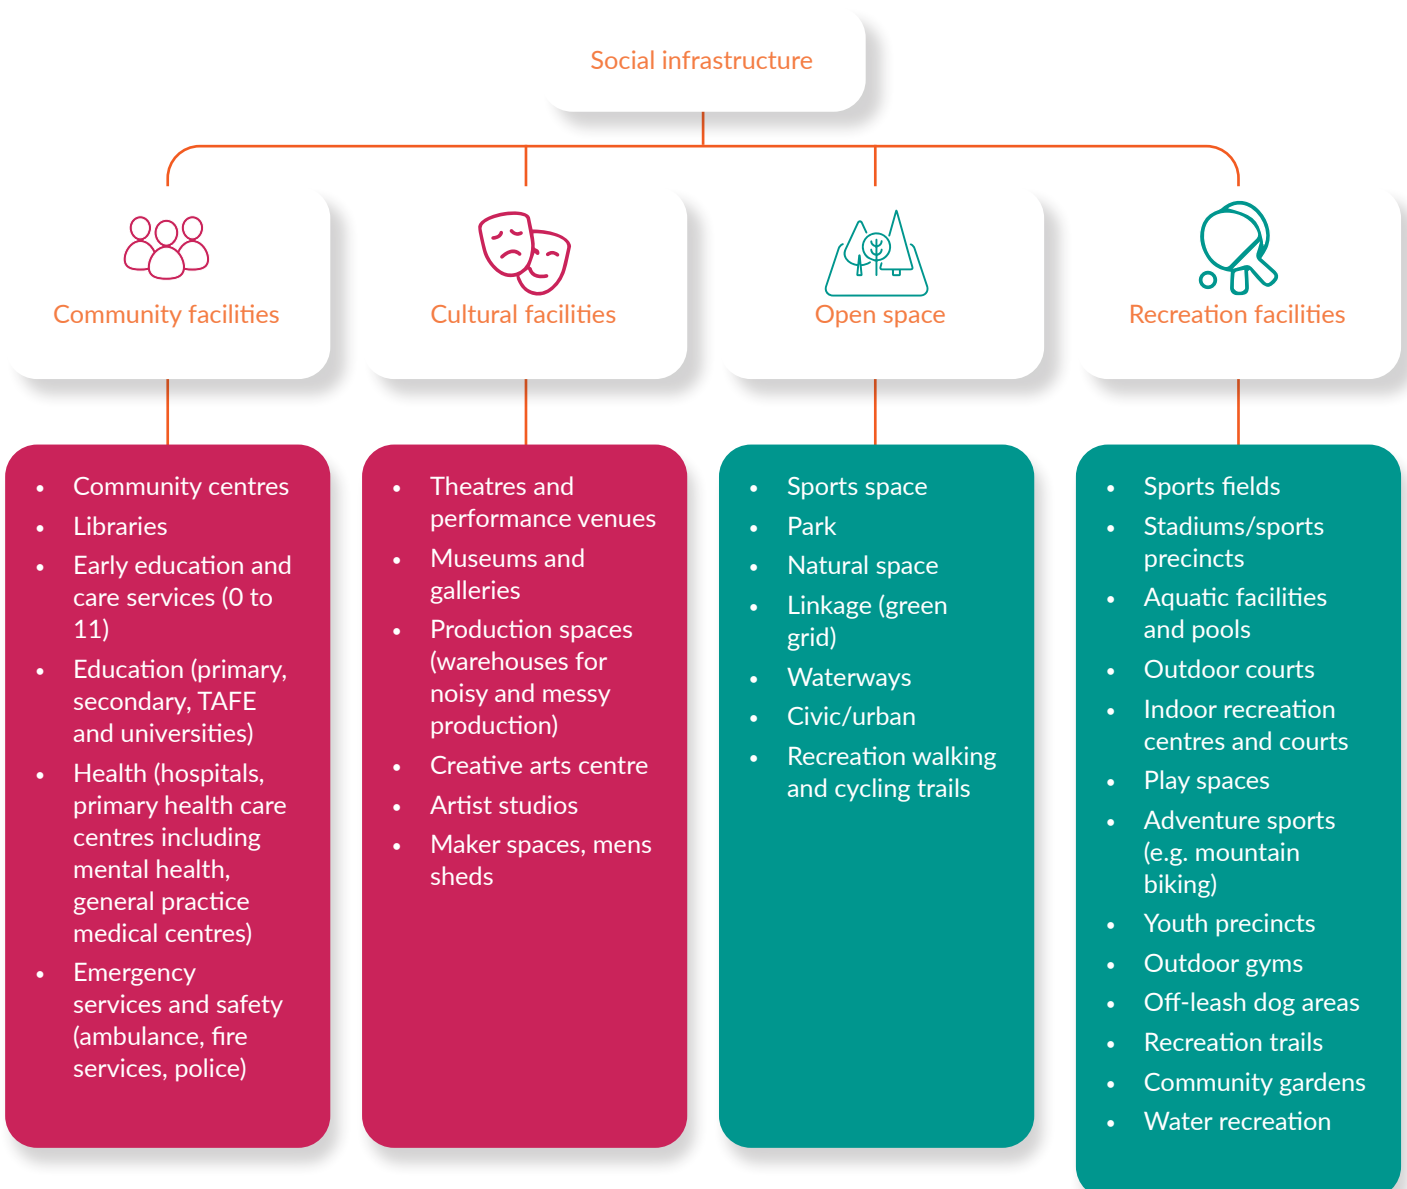 Social infrastructure
Community facilities
Cultural facilities
Open space
Recreation facilities
• Community centres
• Libraries
• Early education and
care services (0 to
11)
• Education (primary,
secondary, TAFE
and universities)
• Health (hospitals,
primary health care
centres including
mental health,
general practice
medical centres)
• Emergency
services and safety
(ambulance, fire
services, police)
• Theatres and
performance venues
• Museums and
galleries
• Production spaces
(warehouses for
noisy and messy
production)
• Creative arts centre
• Artist studios
• Maker spaces, mens
sheds
• Sports space
• Park
• Natural space
• Linkage (green
grid)
• Waterways
• Civic/urban
• Recreation walking
and cycling trails
• Sports fields
• Stadiums/sports
precincts
• Aquatic facilities
and pools
• Outdoor courts
• Indoor recreation
centres and courts
• Play spaces
• Adventure sports
(e.g. mountain
biking)
• Youth precincts
• Outdoor gyms
• Off-leash dog areas
• Recreation trails
• Community gardens
• Water recreation